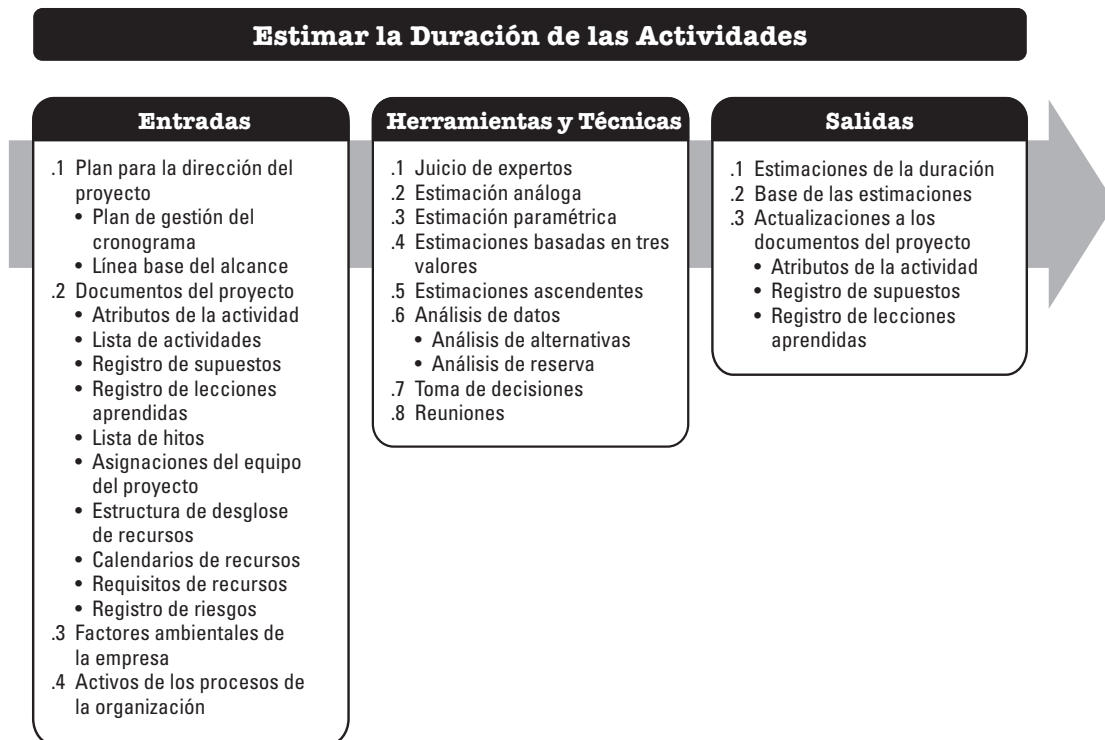 Estimar la Duración de las Actividades
Entradas
.1 Plan para la dirección del
proyecto
• Plan de gestión del
cronograma
• Línea base del alcance
.2 Documentos del proyecto
• Atributos de la actividad
• Lista de actividades
• Registro de supuestos
• Registro de lecciones
aprendidas
• Lista de hitos
• Asignaciones del equipo
del proyecto
• Estructura de desglose
de recursos
• Calendarios de recursos
• Requisitos de recursos
• Registro de riesgos
.3 Factores ambientales de
la empresa
.4 Activos de los procesos de
la organización
Herramientas y Técnicas
.1 Juicio de expertos
.2 Estimación análoga
.3 Estimación paramétrica
.4 Estimaciones basadas en tres
valores
.5 Estimaciones ascendentes
.6 Análisis de datos
• Análisis de alternativas
• Análisis de reserva
.7 Toma de decisiones
.8 Reuniones
Salidas
.1 Estimaciones de la duración
.2 Base de las estimaciones
.3 Actualizaciones a los
documentos del proyecto
• Atributos de la actividad
• Registro de supuestos
• Registro de lecciones
aprendidas